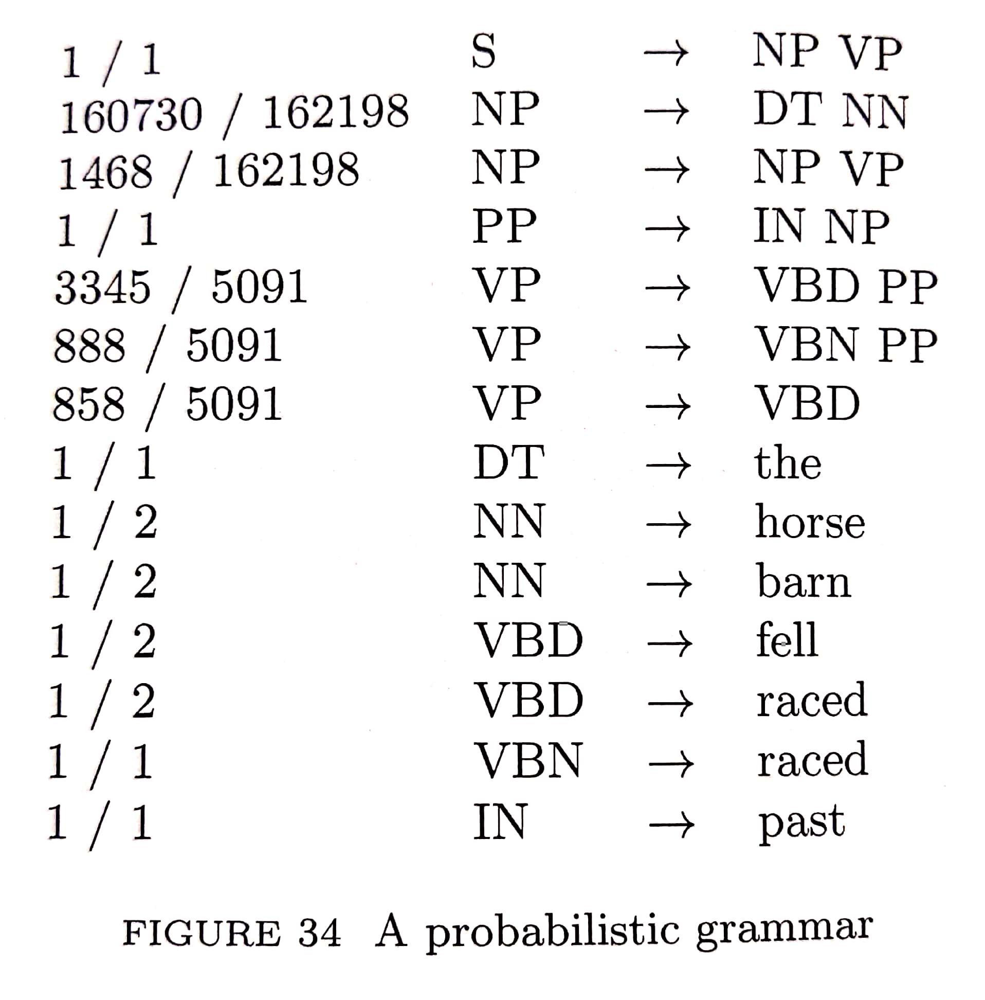 1 / 1 S → NP VP
160730 / 162198 NP → DT NN
1468 / 162198 NP → NP VP
1 / 1 PP → IN NP
3345 / 5091 VP → VBD PP
888 / 5091 VP → VBN PP
858 / 5091 VP → VBD
1 / 1 DT → the
1 / 2 NN → horse
1 / 2 NN → barn
1 / 2 VBD → fell
1 / 2 VBD → raced
1 / 1 VBN → raced
1 / 1 IN → past
FIGURE 34 A probabilistic grammar